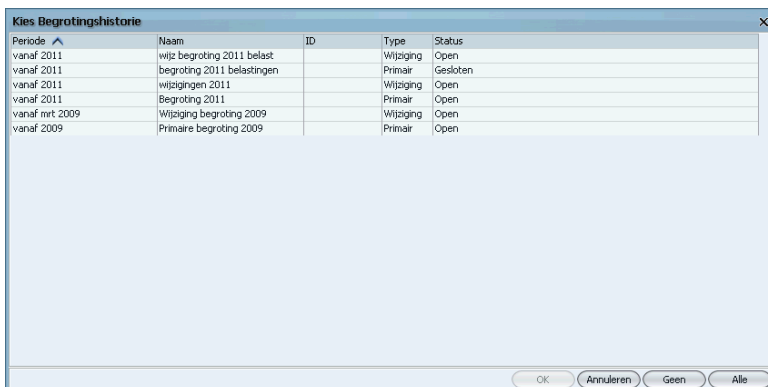 Kies Begrotingshistorie
Periode Naam ID Type Status
vanaf 2011 wijz begroting 2011 belast Wijziging Open
vanaf 2011 begroting 2011 belastingen Primair Gesloten
vanaf 2011 wijzigingen 2011 Wijziging Open
vanaf 2011 Begroting 2011 Primair Open
vanaf mrt 2009 Wijziging begroting 2009 Wijziging Open
vanaf 2009 Primaire begroting 2009 Primair Open
OK Annuleren Geen Alle